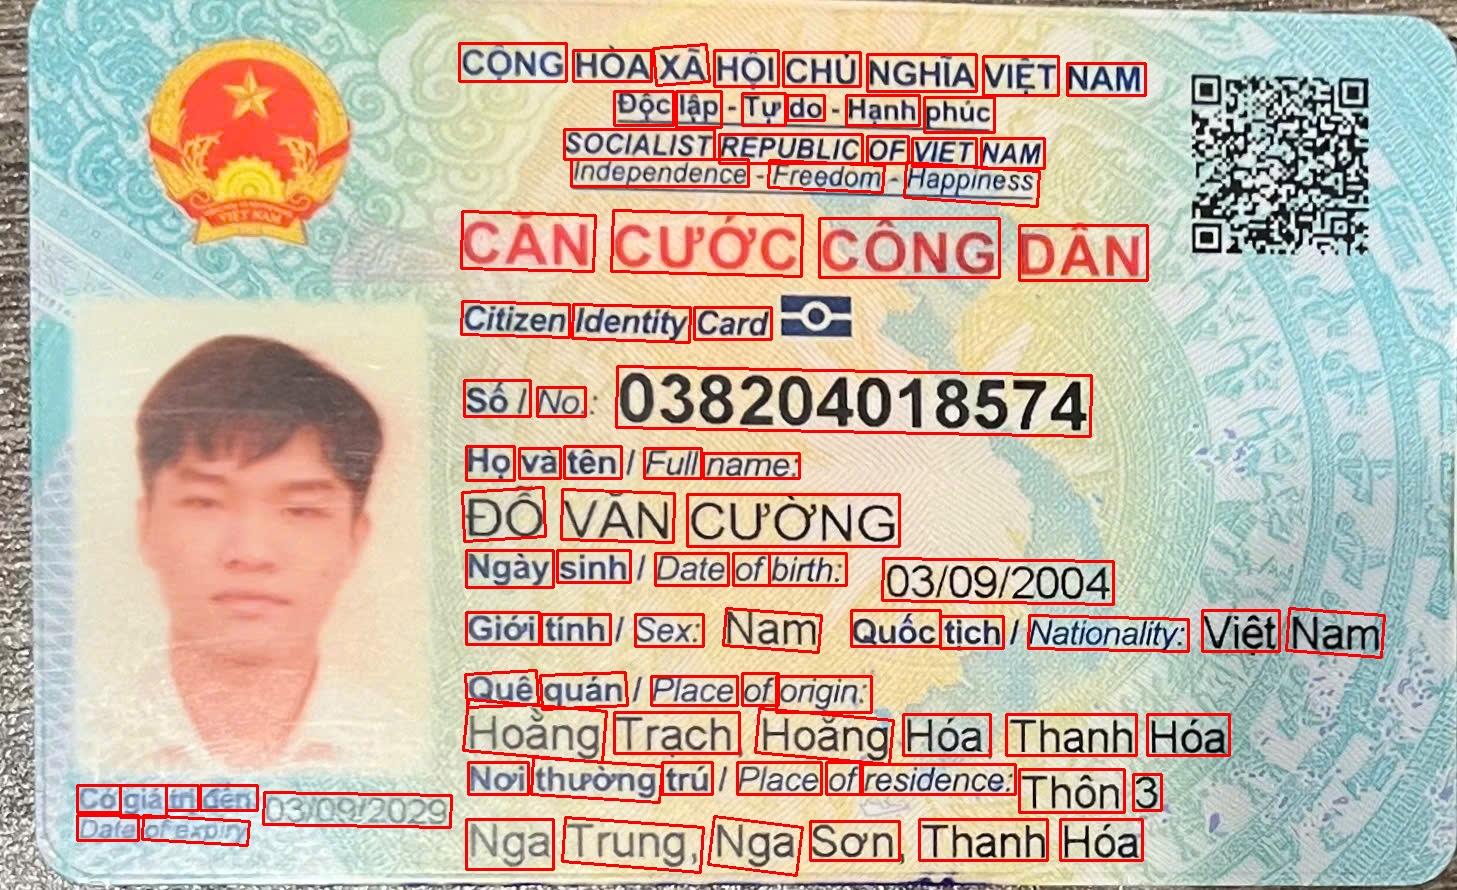 CỘNG HÒA XÃ HỘI CHỦ NGHĨA VIỆT NAM
Độc lập - Tự do - Hạnh phúc
SOCIALIST REPUBLIC OF VIET NAM
Independence - Freedom - Happiness
VIỆT NAM
CĂN CƯỚC CÔNG DÂN
Citizen Identity Card
Số / No.: 038204018574
Họ và tên / Full name:
ĐỖ VĂN CƯỜNG
Ngày sinh / Date of birth: 03/09/2004
Giới tính / Sex: Nam Quốc tịch / Nationality: Việt Nam
Quê quán / Place of origin:
Hoằng Trạch, Hoằng Hóa, Thanh Hóa
Nơi thường trú / Place of residence: Thôn 3
Nga Trung, Nga Sơn, Thanh Hóa
Có giá trị đến 03/09/2029
Date of expiry